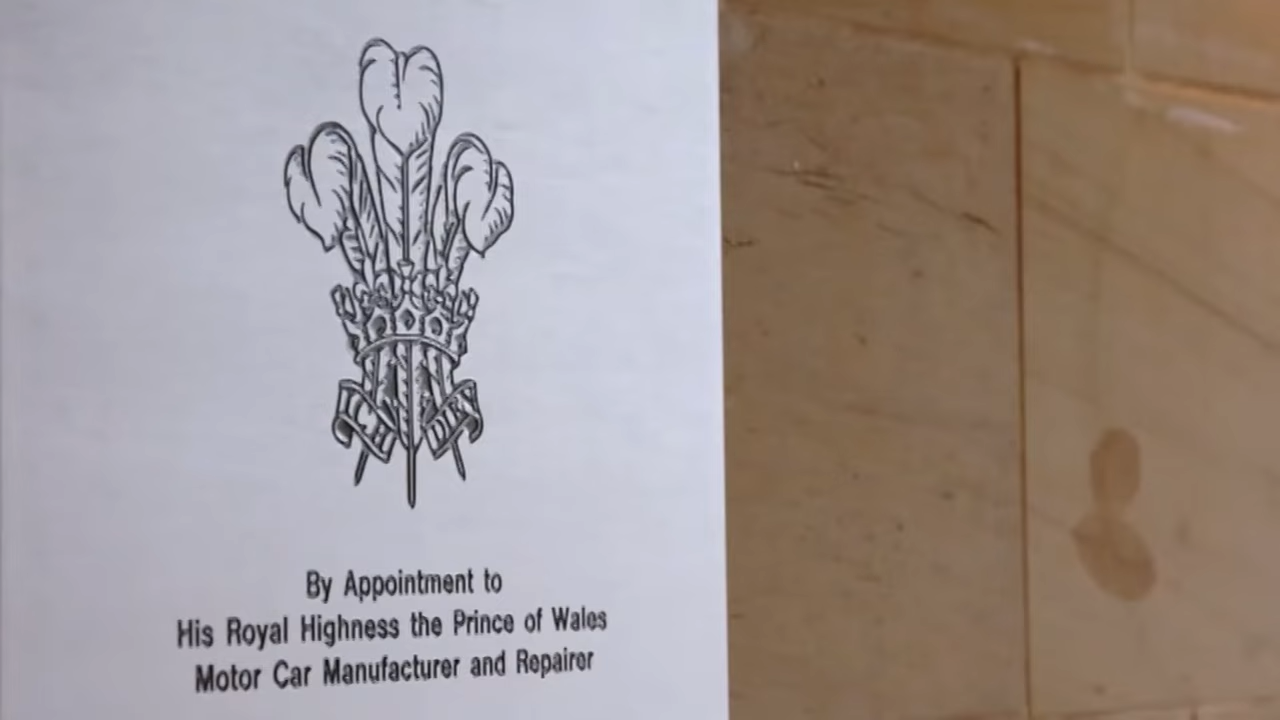 ICH DIEN
By Appointment to
His Royal Highness the Prince of Wales
Motor Car Manufacturer and Repairer